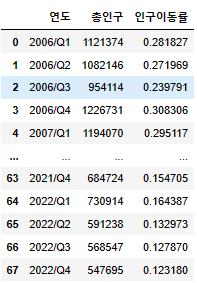 연도 총인구 인구이동률
0 2006/Q1 1121374 0.281827
1 2006/Q2 1082146 0.271969
2 2006/Q3 954114 0.239791
3 2006/Q4 1226731 0.308306
4 2007/Q1 1194070 0.295117
... ... ... ...
63 2021/Q4 684724 0.154705
64 2022/Q1 730914 0.164387
65 2022/Q2 591238 0.132973
66 2022/Q3 568547 0.127870
67 2022/Q4 547695 0.123180